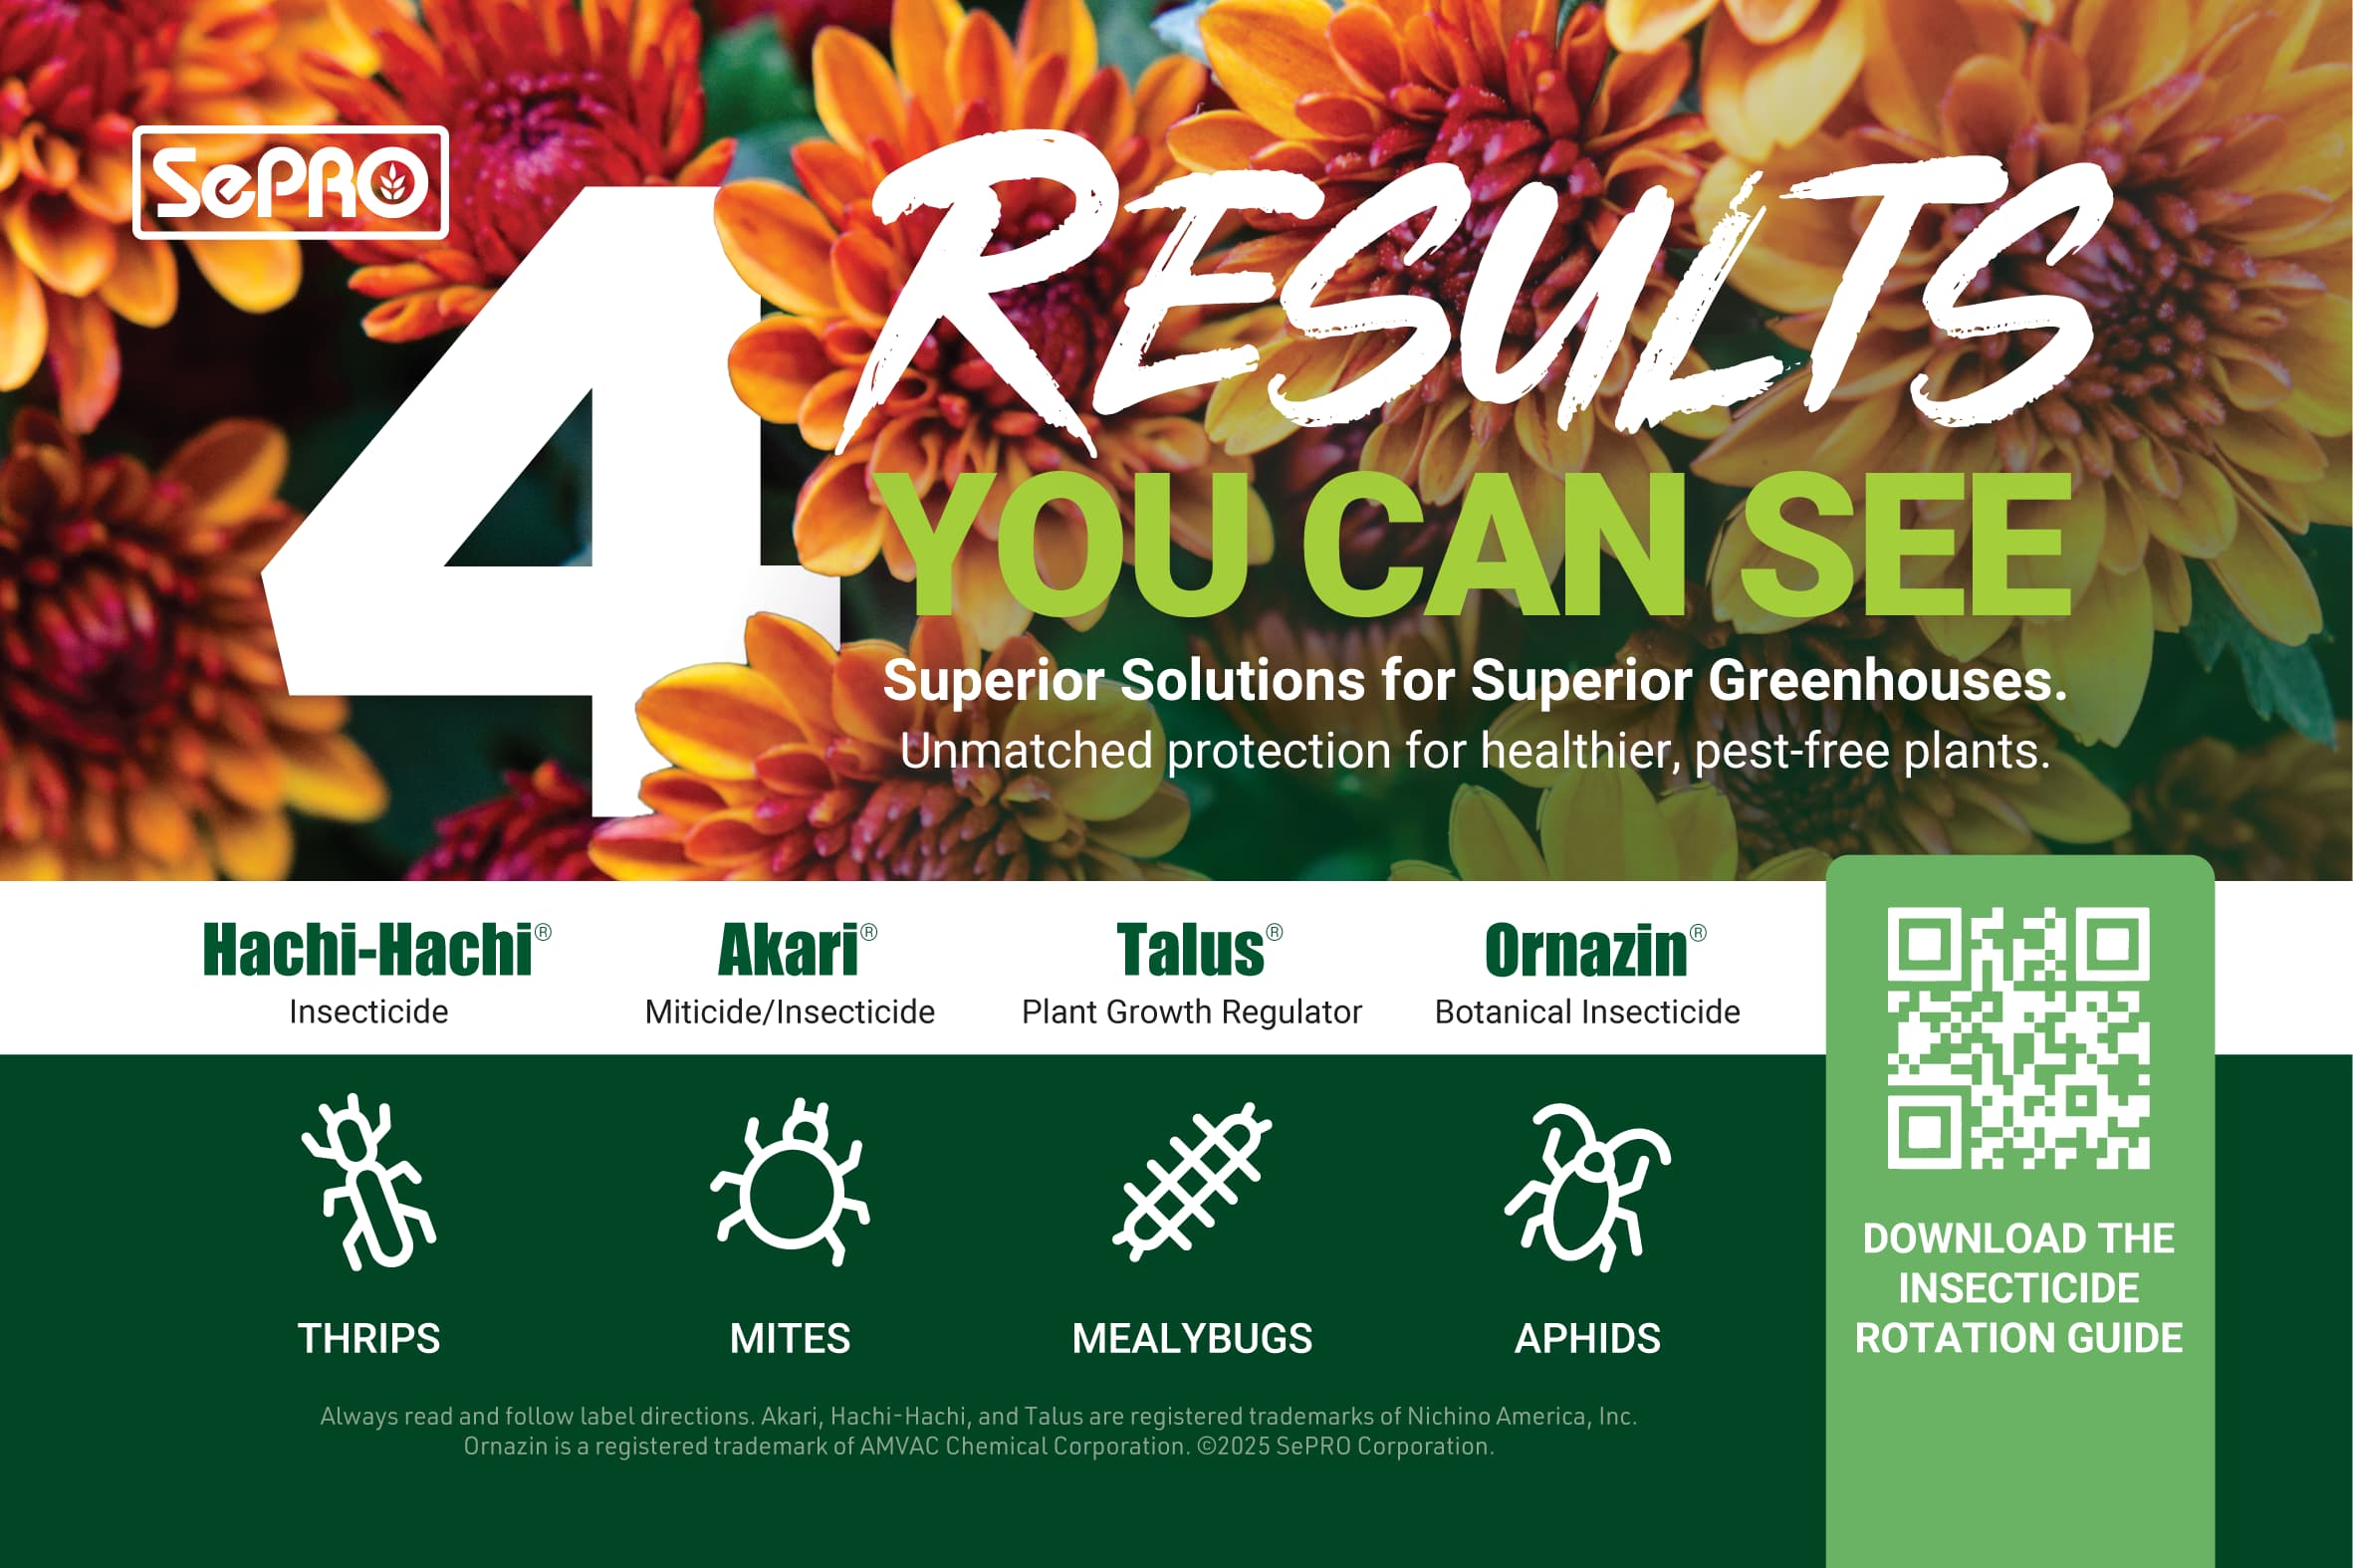 SePRO
4 RESULTS
YOU CAN SEE
Superior Solutions for Superior Greenhouses.
Unmatched protection for healthier, pest-free plants.
Hachi-Hachi®
Insecticide
Akari®
Miticide/Insecticide
Talus®
Plant Growth Regulator
Ornazin®
Botanical Insecticide
THRIPS
MITES
MEALYBUGS
APHIDS
DOWNLOAD THE
INSECTICIDE
ROTATION GUIDE
Always read and follow label directions. Akari, Hachi-Hachi, and Talus are registered trademarks of Nichino America, Inc.
Ornazin is a registered trademark of AMVAC Chemical Corporation. ©2025 SePRO Corporation.